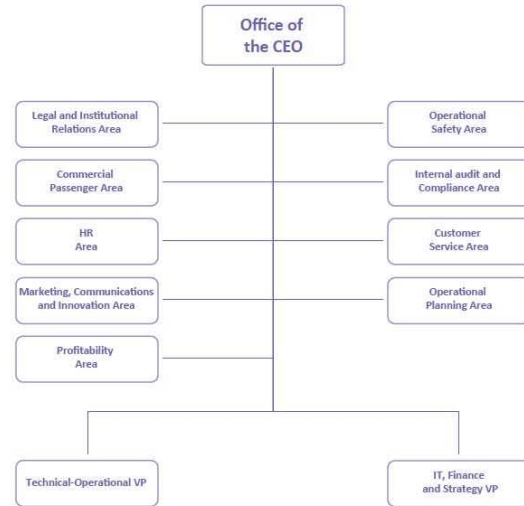 Office of
the CEO
Legal and Institutional
Relations Area
Operational
Safety Area
Commercial
Passenger Area
Internal audit and
Compliance Area
HR
Area
Customer
Service Area
Marketing, Communications
and Innovation Area
Operational
Planning Area
Profitability
Area
Technical-Operational VP
IT, Finance
and Strategy VP